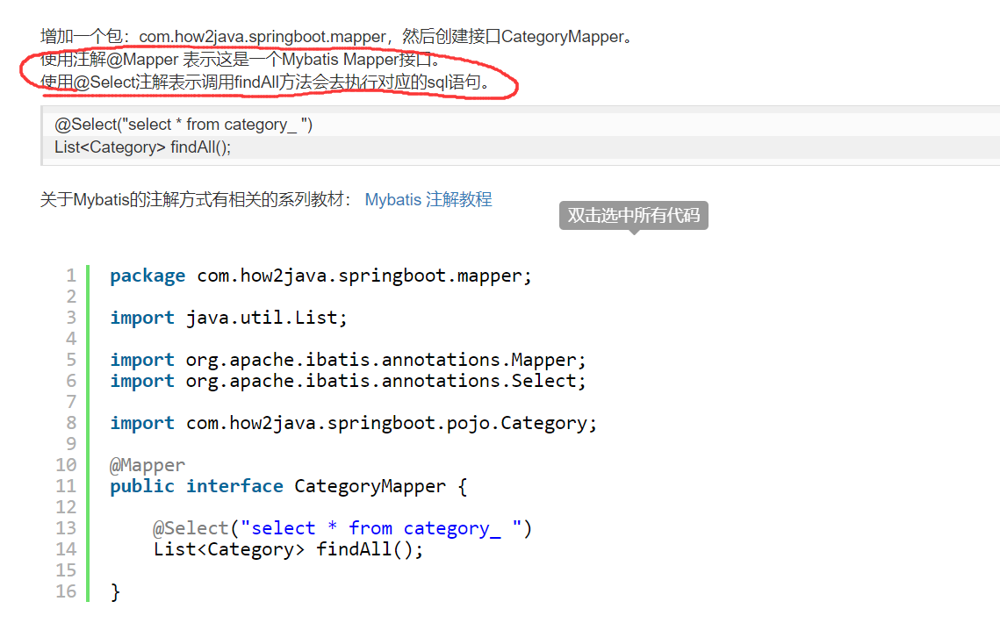 增加一个包：com.how2java.springboot.mapper，然后创建接口CategoryMapper。
使用注解@Mapper 表示这是一个Mybatis Mapper接口。
使用@Select注解表示调用findAll方法会去执行对应的sql语句。
@Select("select * from category_ ")
List<Category> findAll();
关于Mybatis的注解方式有相关的系列教材： Mybatis 注解教程
双击选中所有代码
1 package com.how2java.springboot.mapper;
2
3 import java.util.List;
4
5 import org.apache.ibatis.annotations.Mapper;
6 import org.apache.ibatis.annotations.Select;
7
8 import com.how2java.springboot.pojo.Category;
9
10 @Mapper
11 public interface CategoryMapper {
12
13 @Select("select * from category_ ")
14 List<Category> findAll();
15
16 }